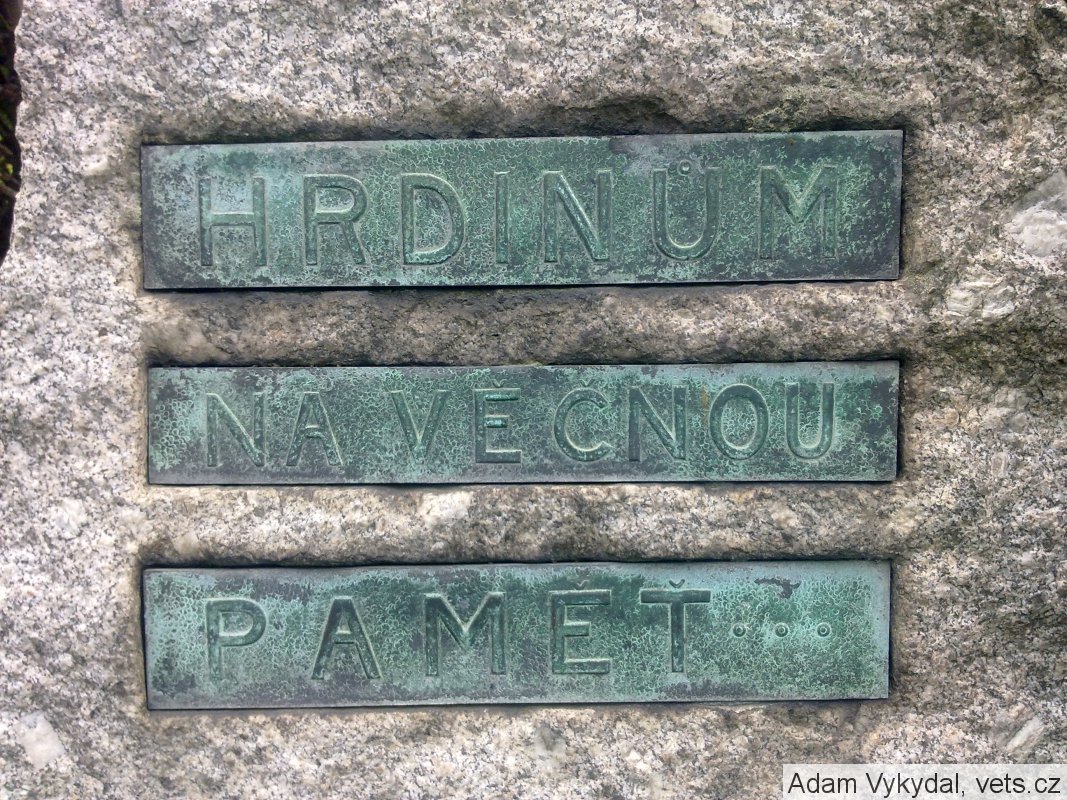 HRDINŮM
NA VĚČNOU
PAMĚŤ...
Adam Vykydal, vets.cz